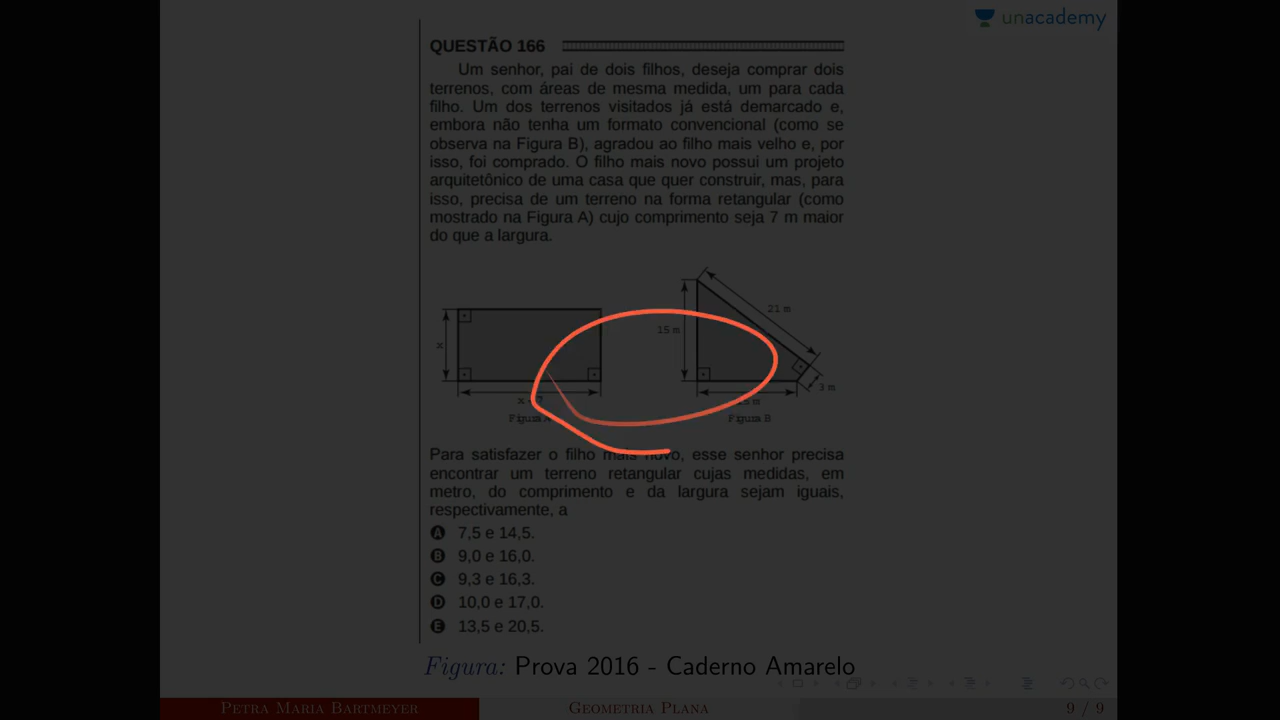 unacademy
QUESTÃO 166
Um senhor, pai de dois filhos, deseja comprar dois
terrenos, com áreas de mesma medida, um para cada
filho. Um dos terrenos visitados já está demarcado e,
embora não tenha um formato convencional (como se
observa na Figura B), agradou ao filho mais velho e, por
isso, foi comprado. O filho mais novo possui um projeto
arquitetônico de uma casa que quer construir, mas, para
isso, precisa de um terreno na forma retangular (como
mostrado na Figura A) cujo comprimento seja 7 m maior
do que a largura.
21 m
15 m
x
3 m
Figura B
Para satisfazer o filho mais novo, esse senhor precisa
encontrar um terreno retangular cujas medidas, em
metro, do comprimento e da largura sejam iguais,
respectivamente, a
A 7,5 e 14,5.
B 9,0 e 16,0.
C 9,3 e 16,3.
D 10,0 e 17,0.
E 13,5 e 20,5.
Figura: Prova 2016 - Caderno Amarelo
Petra Maria Bartmeyer
Geometria Plana
9 / 9